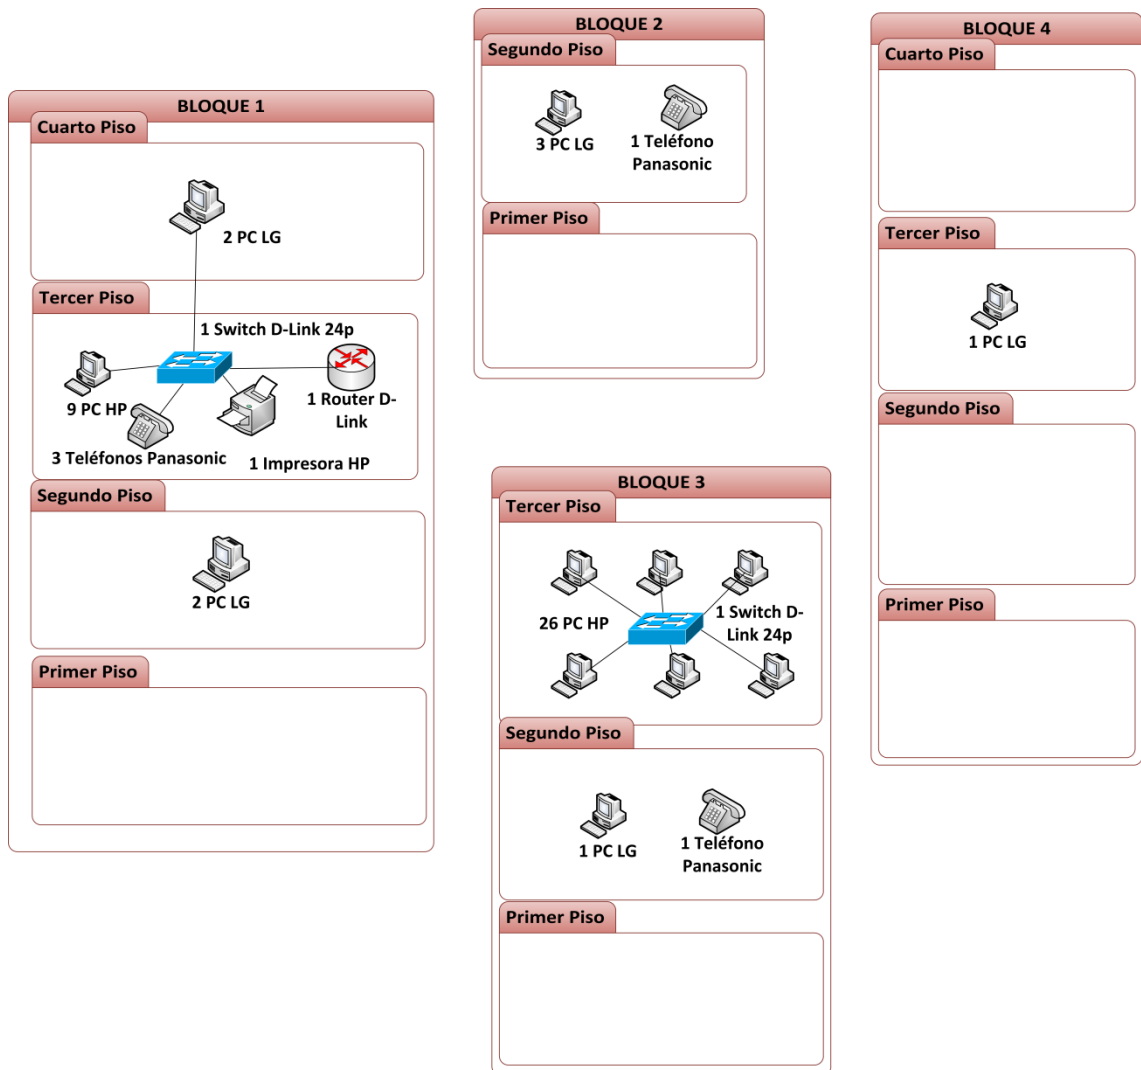 BLOQUE 1
Cuarto Piso
2 PC LG
Tercer Piso
1 Switch D-Link 24p
9 PC HP
1 Router D-
Link
3 Teléfonos Panasonic
1 Impresora HP
Segundo Piso
2 PC LG
Primer Piso
BLOQUE 2
Segundo Piso
3 PC LG
1 Teléfono
Panasonic
Primer Piso
BLOQUE 3
Tercer Piso
26 PC HP
1 Switch D-
Link 24p
Segundo Piso
1 PC LG
1 Teléfono
Panasonic
Primer Piso
BLOQUE 4
Cuarto Piso
Tercer Piso
1 PC LG
Segundo Piso
Primer Piso